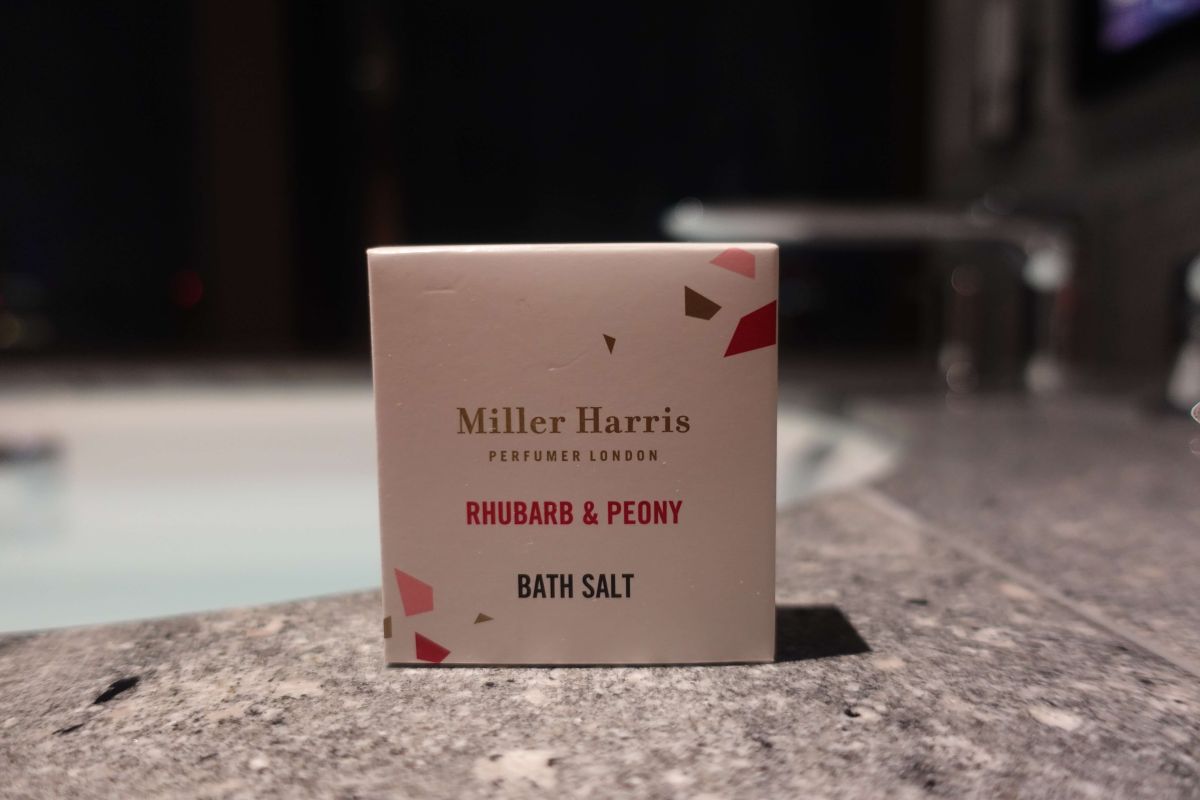 Miller Harris
PERFUMER LONDON
RHUBARB & PEONY
BATH SALT